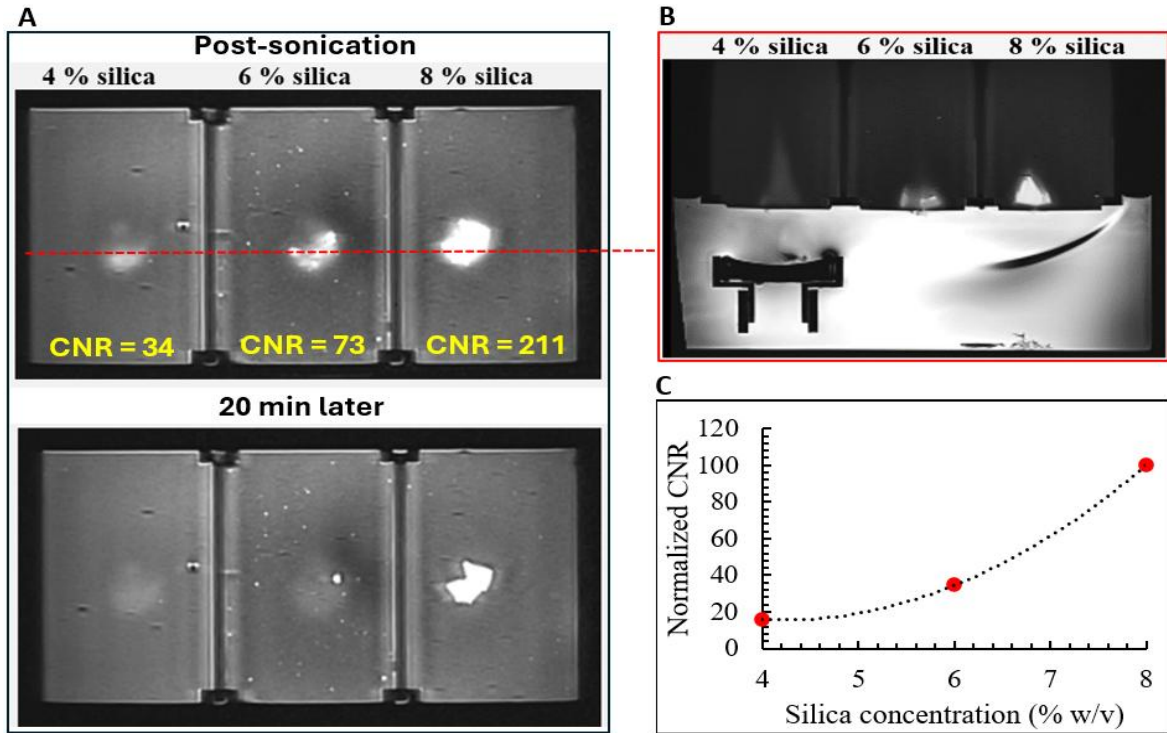 A
Post-sonication
4 % silica 6 % silica 8 % silica
CNR = 34 CNR = 73 CNR = 211
20 min later
B
4 % silica 6 % silica 8 % silica
C
Normalized CNR
120
100
80
60
40
20
0
4 5 6 7 8
Silica concentration (% w/v)